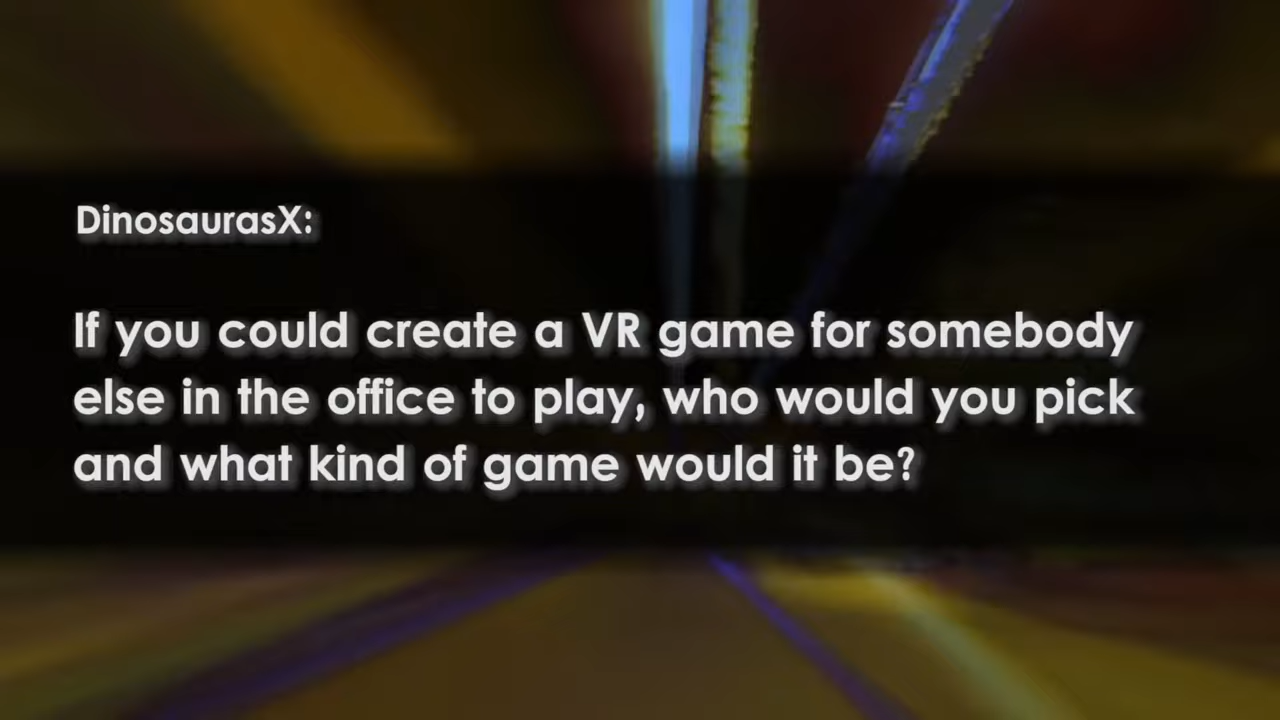 DinosaurasX:
If you could create a VR game for somebody
else in the office to play, who would you pick
and what kind of game would it be?